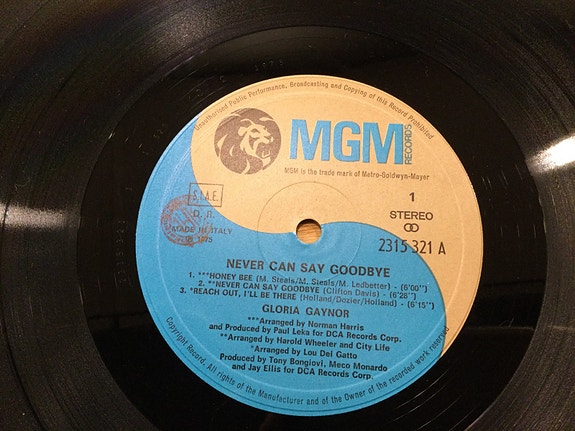 Unauthorised Public Performance, Broadcasting and Copying of this Record Prohibited
MGM
RECORDS
MGM is the trade mark of Metro-Goldwyn-Mayer
S.I.A.E.
1
STEREO
MADE IN ITALY
℗ 1975
2315 321 A
NEVER CAN SAY GOODBYE
1. ***HONEY BEE (M. Steals/M. Steals/M. Ledbetter) - (6'00")
2. **NEVER CAN SAY GOODBYE (Clifton Davis) - (6'28")
3. *REACH OUT, I'LL BE THERE (Holland/Dozier/Holland) - (6'15")
GLORIA GAYNOR
***Arranged by Norman Harris
and Produced by Paul Leka for DCA Records Corp.
**Arranged by Harold Wheeler and City Life
*Arranged by Lou Del Gatto
Produced by Tony Bongiovi, Meco Monardo
and Jay Ellis for DCA Records Corp.
Copyright Record. All rights of the Manufacturer and of the Owner of the recorded work reserved